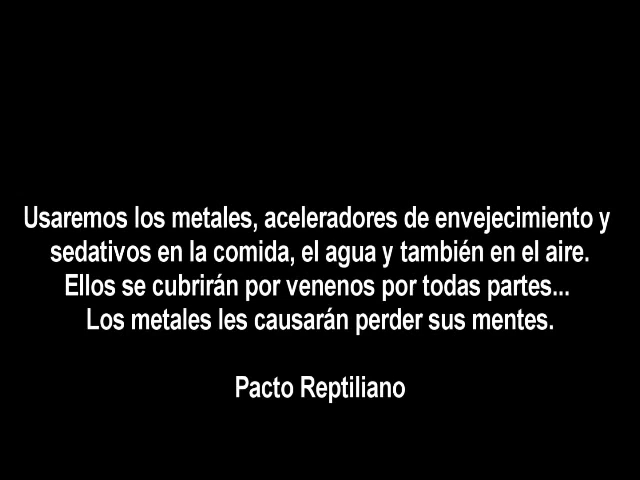 Usaremos los metales, aceleradores de envejecimiento y
sedativos en la comida, el agua y también en el aire.
Ellos se cubrirán por venenos por todas partes...
Los metales les causarán perder sus mentes.
Pacto Reptiliano